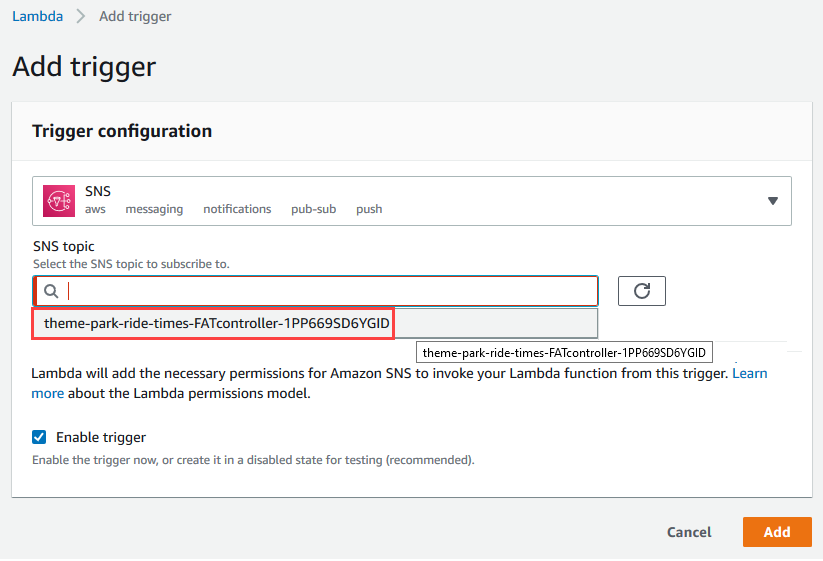 Lambda > Add trigger
Add trigger
Trigger configuration
SNS
aws messaging notifications pub-sub push
SNS topic
Select the SNS topic to subscribe to.
theme-park-ride-times-FATcontroller-1PP669SD6YGID
theme-park-ride-times-FATcontroller-1PP669SD6YGID
Lambda will add the necessary permissions for Amazon SNS to invoke your Lambda function from this trigger. Learn
more about the Lambda permissions model.
Enable trigger
Enable the trigger now, or create it in a disabled state for testing (recommended).
Cancel Add